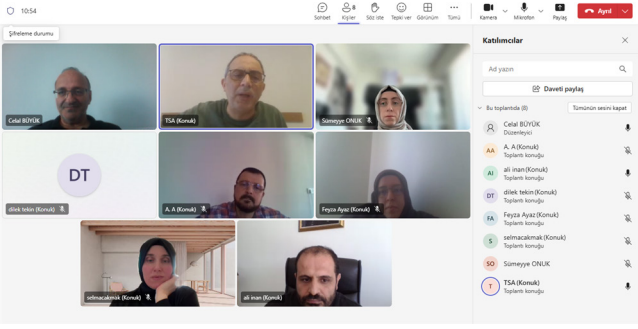 10:54
Sohbet
8
Kişiler
Söz iste
Tepki ver
Görünüm
Tümü
Kamera
Mikrofon
Paylaş
Ayrıl
Şifreleme durumu
Celal BÜYÜK
TSA (Konuk)
Sümeyye ONUK
DT
dilek tekin (Konuk)
A. A (Konuk)
Feyza Ayaz (Konuk)
selmacakmak (Konuk)
ali inan (Konuk)
Katılımcılar
Ad yazın
Daveti paylaş
Bu toplantıda (8)
Tümünün sesini kapat
Celal BÜYÜK
Düzenleyici
AA
A. A (Konuk)
Toplantı konuğu
AI
ali inan (Konuk)
Toplantı konuğu
DT
dilek tekin (Konuk)
Toplantı konuğu
FA
Feyza Ayaz (Konuk)
Toplantı konuğu
S
selmacakmak (Konuk)
Toplantı konuğu
SO
Sümeyye ONUK
T
TSA (Konuk)
Toplantı konuğu